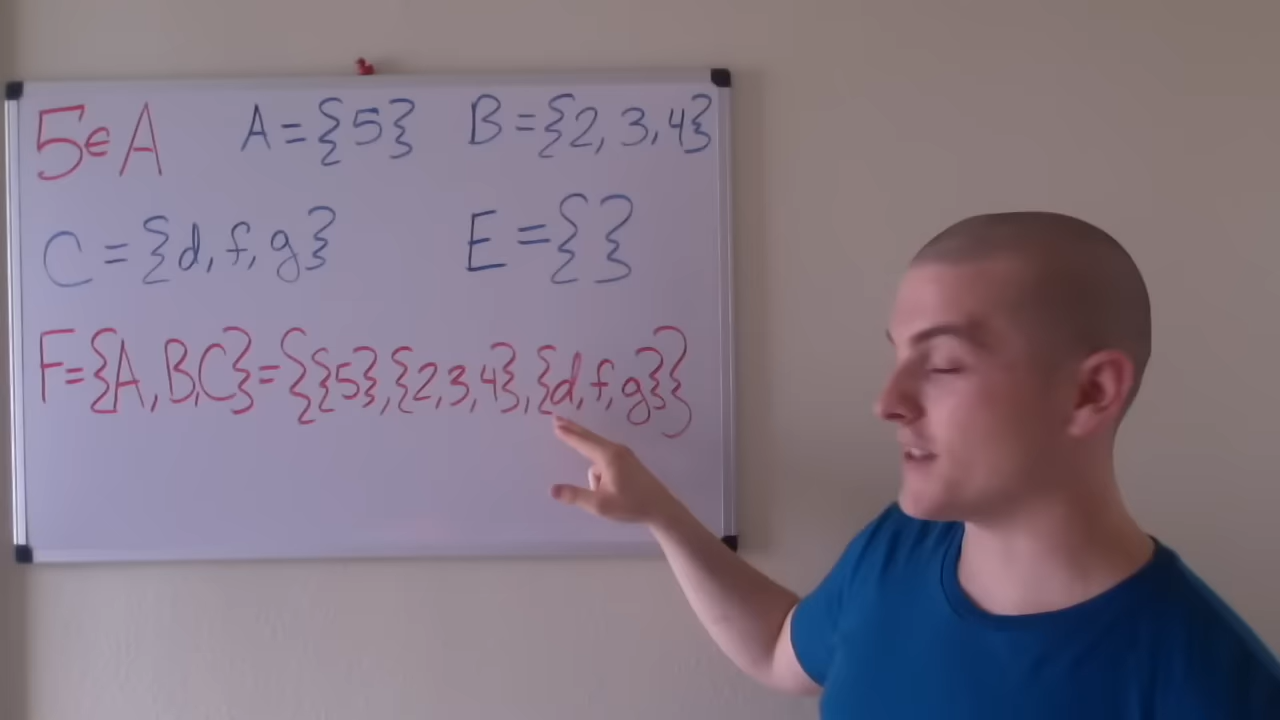 5∈A A={5} B={2,3,4}
C={d,f,g} E={}
F={A,B,C}={{5},{2,3,4},{d,f,g}}